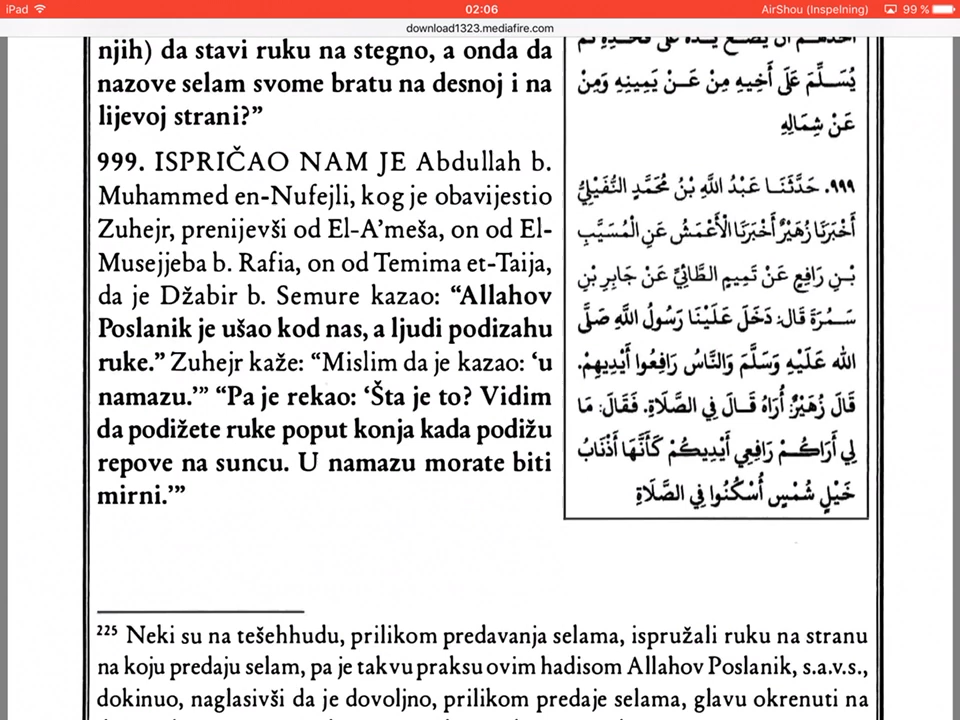 iPad 02:06 AirShou (Inspelning) 99 %
download1323.mediafire.com
njih) da stavi ruku na stegno, a onda da
nazove selam svome bratu na desnoj i na
lijevoj strani?”
999. ISPRIČAO NAM JE Abdullah b.
Muhammed en-Nufejli, kog je obavijestio
Zuhejr, prenijevši od El-A’meša, on od El-
Musejjeba b. Rafia, on od Temima et-Taija,
da je Džabir b. Semure kazao: “Allahov
Poslanik je ušao kod nas, a ljudi podizahu
ruke.” Zuhejr kaže: “Mislim da je kazao: ‘u
namazu.’” “Pa je rekao: ‘Šta je to? Vidim
da podižete ruke poput konja kada podižu
repove na suncu. U namazu morate biti
mirni.’”
يُسَلِّمَ عَلَى أَخِيهِ مِنْ عَنْ يَمِينِهِ وَمِنْ
عَنْ شِمَالِهِ
٩٩٩. حَدَّثَنَا عَبْدُ اللَّهِ بْنُ مُحَمَّدٍ النُّفَيْلِيُّ
أَخْبَرَنَا زُهَيْرٌ أَخْبَرَنَا الْأَعْمَشُ عَنِ الْمُسَيَّبِ
بْنِ رَافِعٍ عَنْ تَمِيمٍ الطَّائِيِّ عَنْ جَابِرِ بْنِ
سَمُرَةَ قَالَ: دَخَلَ عَلَيْنَا رَسُولُ اللَّهِ صَلَّى
الله عَلَيْهِ وَسَلَّمَ وَالنَّاسُ رَافِعُوا أَيْدِيهِمْ.
قَالَ زُهَيْرٌ: أُرَاهُ قَالَ فِي الصَّلَاةِ. فَقَالَ: مَا
لِي أَرَاكُمْ رَافِعِي أَيْدِيكُمْ كَأَنَّهَا أَذْنَابُ
خَيْلٍ شُمْسٍ أُسْكُنُوا فِي الصَّلَاةِ
225 Neki su na tešehhudu, prilikom predavanja selama, ispružali ruku na stranu
na koju predaju selam, pa je takvu praksu ovim hadisom Allahov Poslanik, s.a.v.s.,
dokinuo, naglasivši da je dovoljno, prilikom predaje selama, glavu okrenuti na